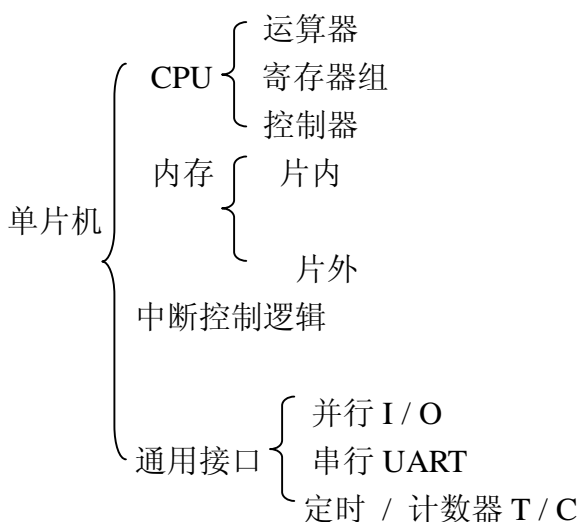 运算器
CPU
寄存器组
控制器
内存
片内
单片机
片外
中断控制逻辑
并行 I / O
通用接口
串行 UART
定时 / 计数器 T / C